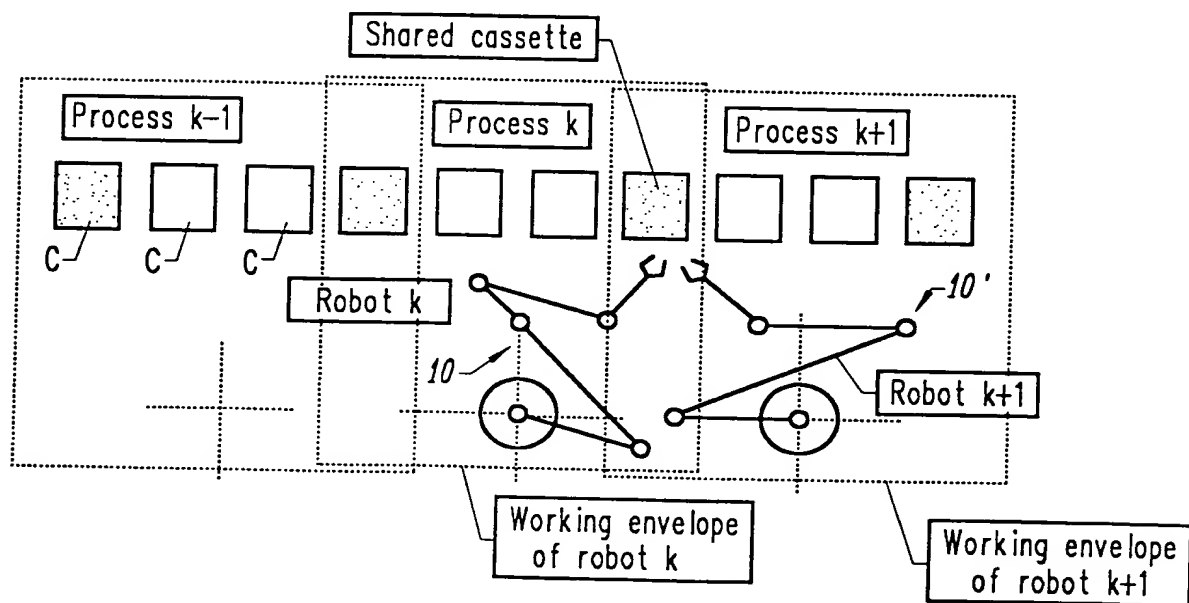 Shared cassette
Process k-1
Process k
Process k+1
C
C
C
Robot k
10
10'
Robot k+1
Working envelope
of robot k
Working envelope
of robot k+1